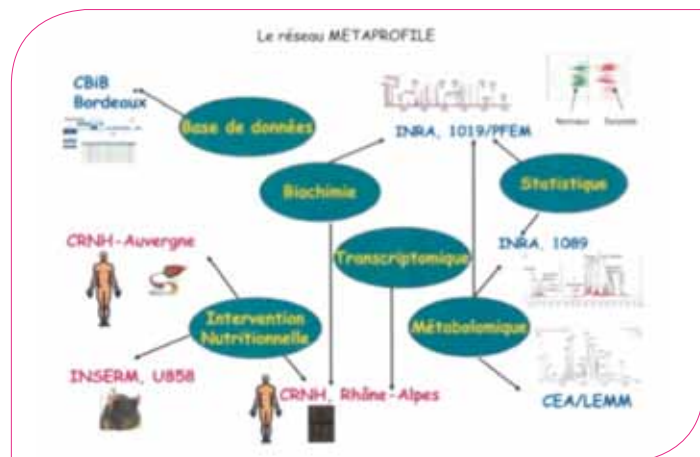 Le réseau METAPROFILE
CBiB
Bordeaux
Base de données
INRA, 1019/PFEM
Biochimie
Statistique
CRNH-Auvergne
Transcriptomique
INRA, 1089
Intervention
Nutritionnelle
Métabolomique
INSERM, U858
CRNH, Rhône-Alpes
CEA/LEMM